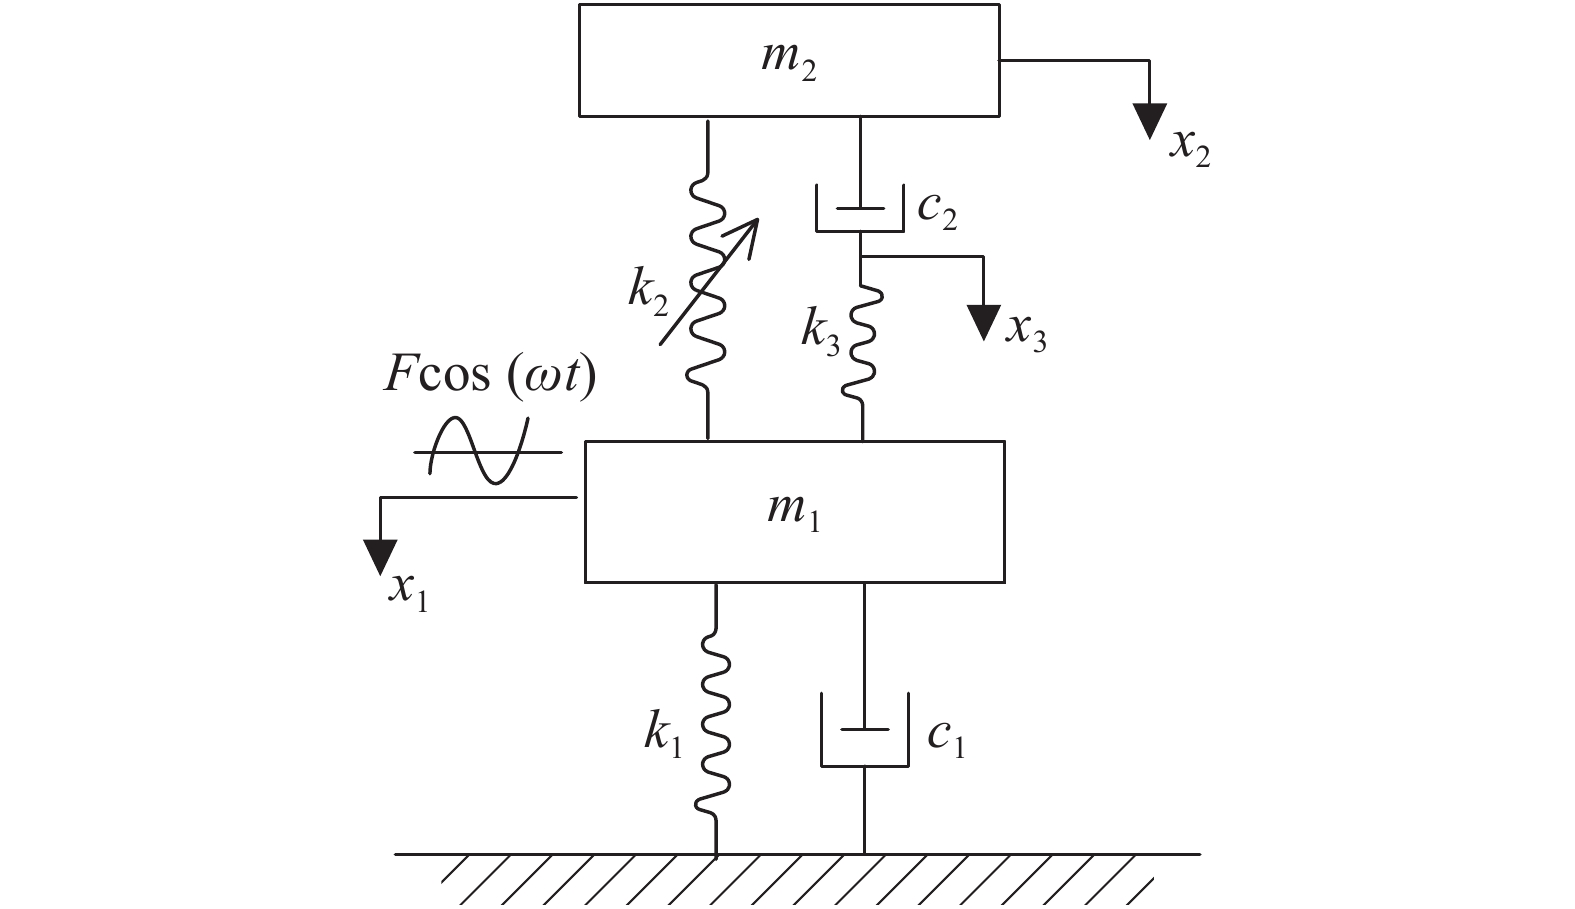 m₂
x₂
c₂
k₂
k₃
x₃
Fcos (ωt)
m₁
x₁
k₁
c₁